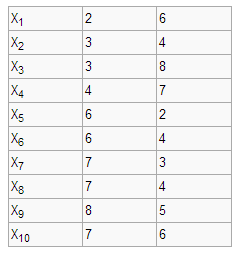 X₁ 2 6
X₂ 3 4
X₃ 3 8
X₄ 4 7
X₅ 6 2
X₆ 6 4
X₇ 7 3
X₈ 7 4
X₉ 8 5
X₁₀ 7 6